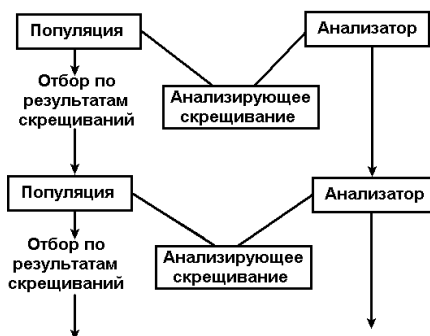 Популяция
Анализатор
Отбор по
результатам
скрещиваний
Анализирующее
скрещивание
Популяция
Анализатор
Отбор по
результатам
скрещиваний
Анализирующее
скрещивание